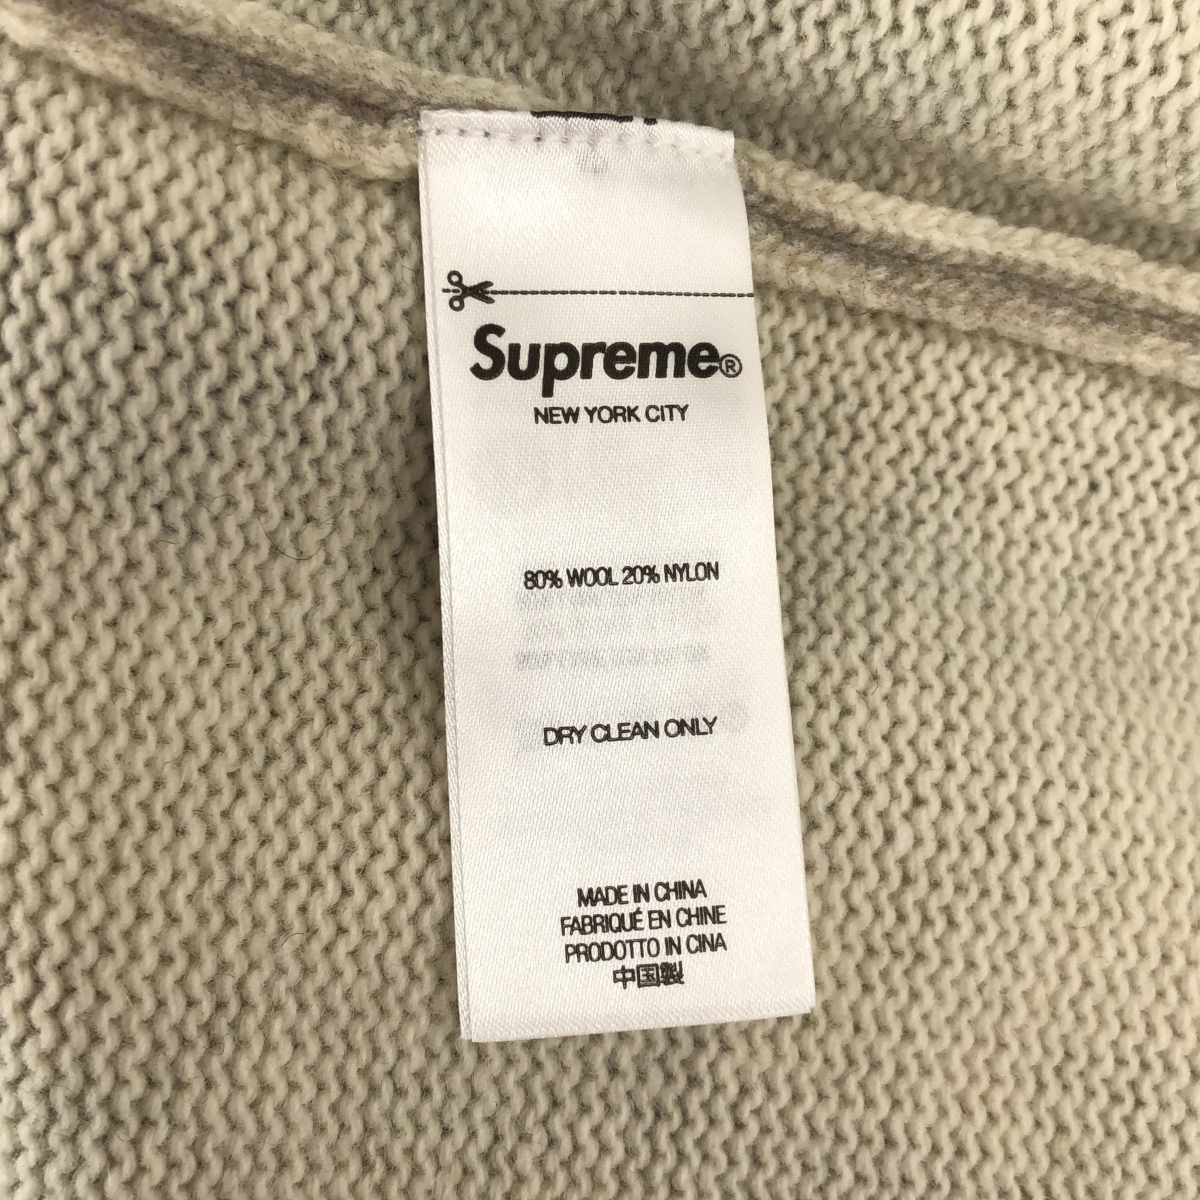 Supreme®
NEW YORK CITY
80% WOOL 20% NYLON
DRY CLEAN ONLY
MADE IN CHINA
FABRIQUÉ EN CHINE
PRODOTTO IN CINA
中国製